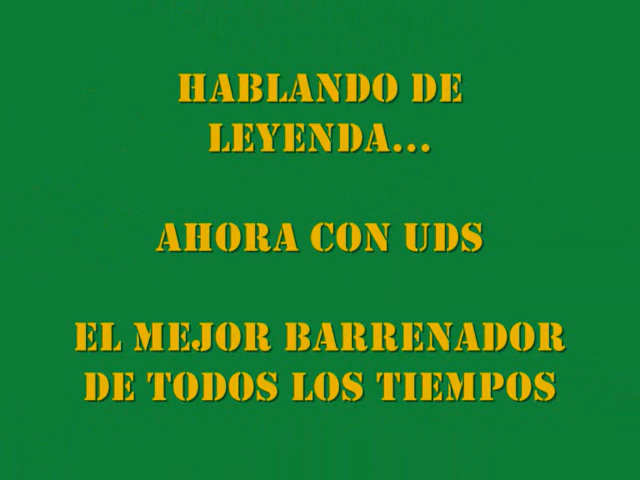 HABLANDO DE
LEYENDA...
AHORA CON UDS
EL MEJOR BARRENADOR
DE TODOS LOS TIEMPOS